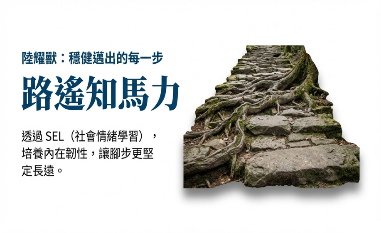 陸耀獸：穩健邁出的每一步
路遙知馬力
透過 SEL（社會情緒學習），
培養內在韌性，讓腳步更堅
定長遠。